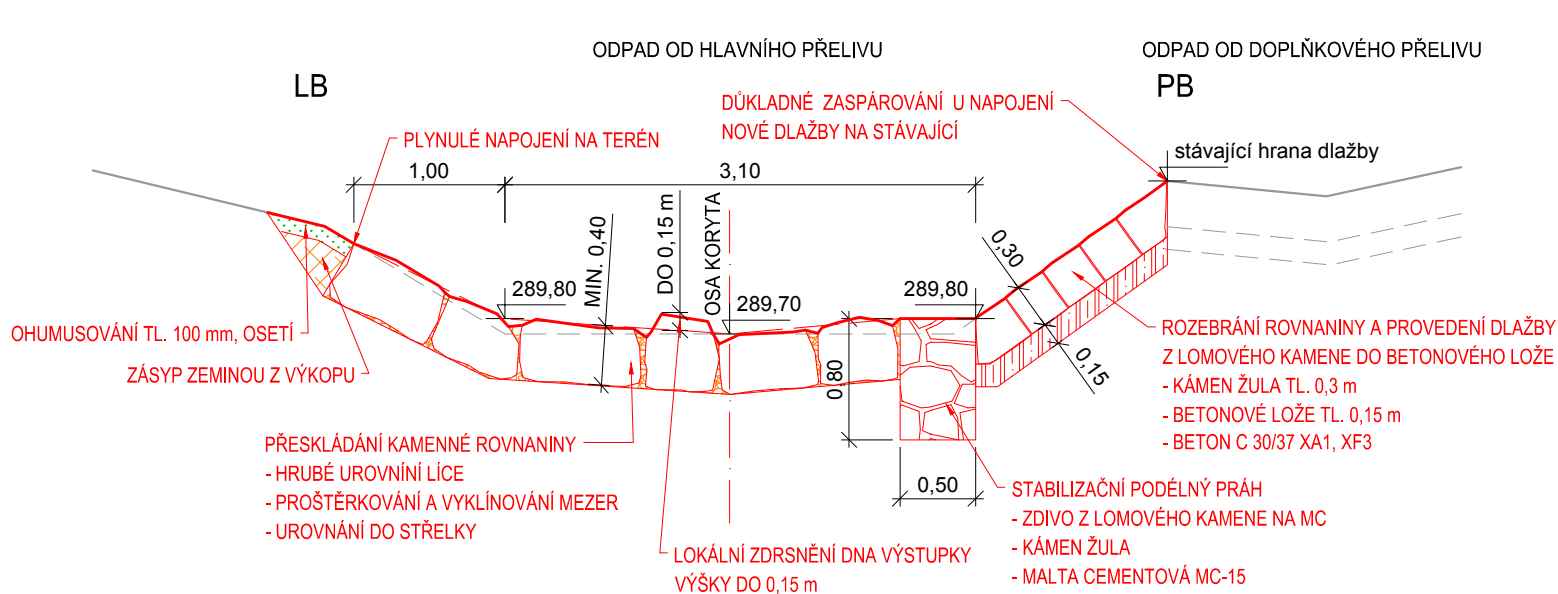 ODPAD OD HLAVNÍHO PŘELIVU
ODPAD OD DOPLŇKOVÉHO PŘELIVU
LB
PB
DŮKLADNÉ ZASPÁROVÁNÍ U NAPOJENÍ
NOVÉ DLAŽBY NA STÁVAJÍCÍ
PLYNULÉ NAPOJENÍ NA TERÉN
stávající hrana dlažby
1,00
3,10
MIN. 0,40
DO 0,15 m
OSA KORYTA
289,80
289,70
289,80
0,30
0,15
0,80
0,50
OHUMUSOVÁNÍ TL. 100 mm, OSETÍ
ZÁSYP ZEMINOU Z VÝKOPU
PŘESKLÁDÁNÍ KAMENNÉ ROVNANINY
- HRUBÉ UROVNÍNÍ LÍCE
- PROŠTĚRKOVÁNÍ A VYKLÍNOVÁNÍ MEZER
- UROVNÁNÍ DO STŘELKY
LOKÁLNÍ ZDRSNĚNÍ DNA VÝSTUPKY
VÝŠKY DO 0,15 m
ROZEBRÁNÍ ROVNANINY A PROVEDENÍ DLAŽBY
Z LOMOVÉHO KAMENE DO BETONOVÉHO LOŽE
- KÁMEN ŽULA TL. 0,3 m
- BETONOVÉ LOŽE TL. 0,15 m
- BETON C 30/37 XA1, XF3
STABILIZAČNÍ PODÉLNÝ PRÁH
- ZDIVO Z LOMOVÉHO KAMENE NA MC
- KÁMEN ŽULA
- MALTA CEMENTOVÁ MC-15